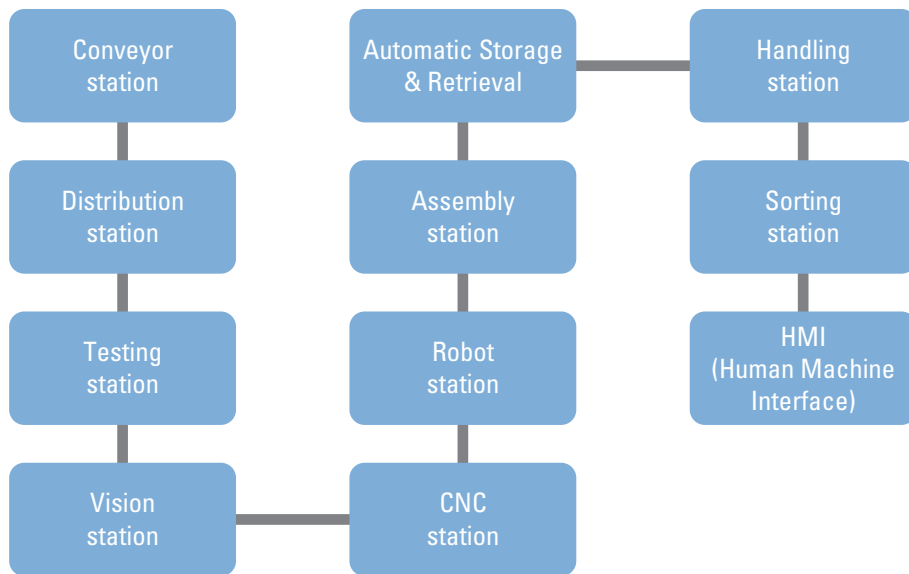 Conveyor
station
Distribution
station
Testing
station
Vision
station
CNC
station
Robot
station
Assembly
station
Automatic Storage
& Retrieval
Handling
station
Sorting
station
HMI
(Human Machine
Interface)